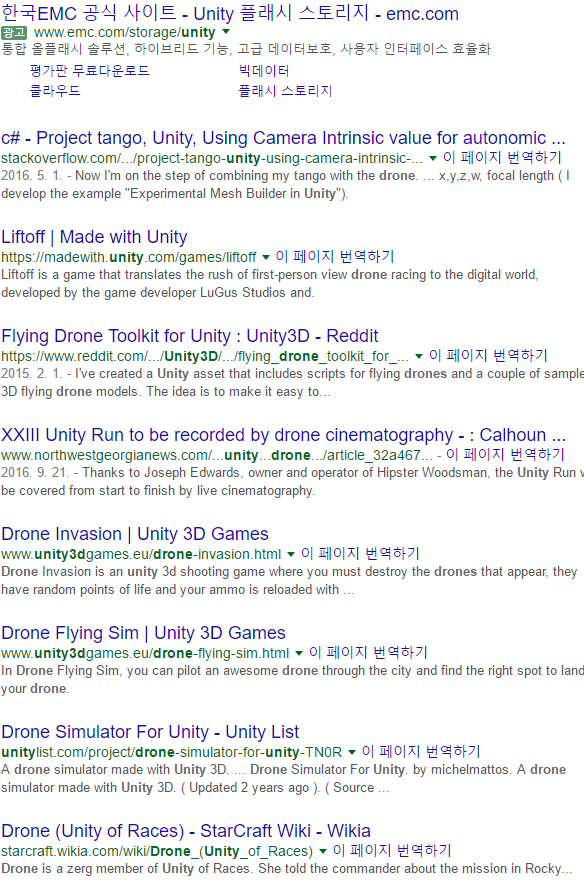 한국EMC 공식 사이트 - Unity 플래시 스토리지 - emc.com
광고 www.emc.com/storage/unity
통합 올플래시 솔루션, 하이브리드 기능, 고급 데이터보호, 사용자 인터페이스 효율화
평가판 무료다운로드 빅데이터
클라우드 플래시 스토리지
c# - Project tango, Unity, Using Camera Intrinsic value for autonomic ...
stackoverflow.com/.../project-tango-unity-using-camera-intrinsic-... 이 페이지 번역하기
2016. 5. 1. - Now I'm on the step of combining my tango with the drone. ... x,y,z,w, focal length ( I
develop the example "Experimental Mesh Builder in Unity").
Liftoff | Made with Unity
https://madewith.unity.com/games/liftoff 이 페이지 번역하기
Liftoff is a game that translates the rush of first-person view drone racing to the digital world,
developed by the game developer LuGus Studios and.
Flying Drone Toolkit for Unity : Unity3D - Reddit
https://www.reddit.com/.../Unity3D/.../flying_drone_toolkit_for_... 이 페이지 번역하기
2015. 2. 1. - I've created a Unity asset that includes scripts for flying drones and a couple of sample
3D flying drone models. The idea is to make it easy to...
XXIII Unity Run to be recorded by drone cinematography - : Calhoun ...
www.northwestgeorgianews.com/...unity...drone.../article_32a467... - 이 페이지 번역하기
2016. 9. 21. - Thanks to Joseph Edwards, owner and operator of Hipster Woodsman, the Unity Run w
be covered from start to finish by live cinematography.
Drone Invasion | Unity 3D Games
www.unity3dgames.eu/drone-invasion.html 이 페이지 번역하기
Drone Invasion is an unity 3d shooting game where you must destroy the drones that appear, they
have random points of life and your ammo is reloaded with ...
Drone Flying Sim | Unity 3D Games
www.unity3dgames.eu/drone-flying-sim.html 이 페이지 번역하기
In Drone Flying Sim, you can pilot an awesome drone through the city and find the right spot to land
your drone.
Drone Simulator For Unity - Unity List
unitylist.com/project/drone-simulator-for-unity-TN0R 이 페이지 번역하기
A drone simulator made with Unity 3D. ... Drone Simulator For Unity. by michelmattos. A drone
simulator made with Unity 3D. ( Updated 2 years ago ). ( Source ...
Drone (Unity of Races) - StarCraft Wiki - Wikia
starcraft.wikia.com/wiki/Drone_(Unity_of_Races) 이 페이지 번역하기
Drone is a zerg member of Unity of Races. She told the commander about the mission in Rocky...